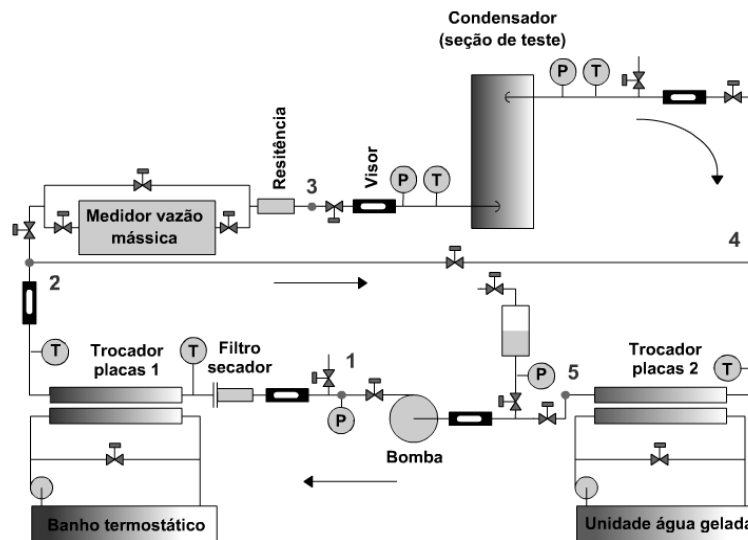 Condensador
(seção de teste)
P
T
Resitência
3
Visor
P
T
Medidor vazão
mássica
4
2
T
Trocador
placas 1
T
Filtro
secador
1
P
Bomba
P
5
Trocador
placas 2
T
Banho termostático
Unidade água gelada